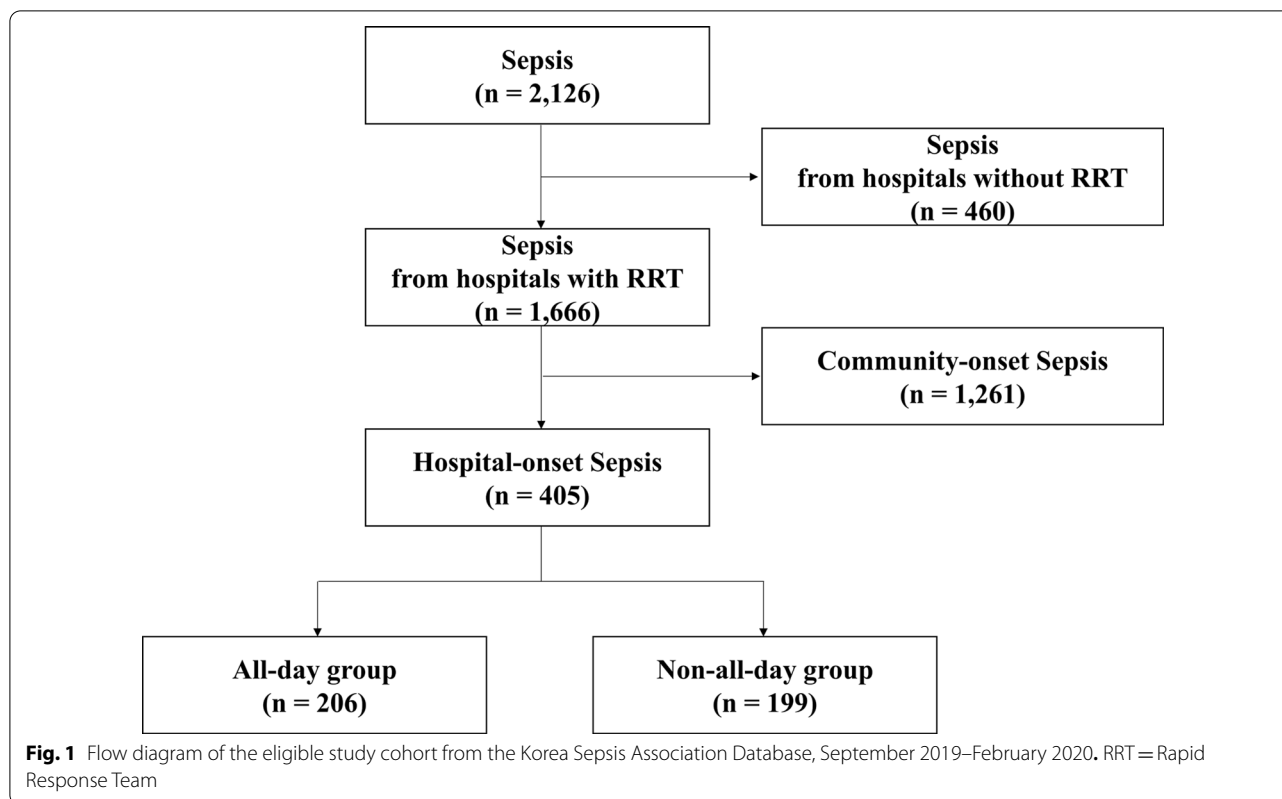 Sepsis
(n = 2,126)
Sepsis
from hospitals without RRT
(n = 460)
Sepsis
from hospitals with RRT
(n = 1,666)
Community-onset Sepsis
(n = 1,261)
Hospital-onset Sepsis
(n = 405)
All-day group
(n = 206)
Non-all-day group
(n = 199)
Fig. 1 Flow diagram of the eligible study cohort from the Korea Sepsis Association Database, September 2019–February 2020. RRT = Rapid
Response Team